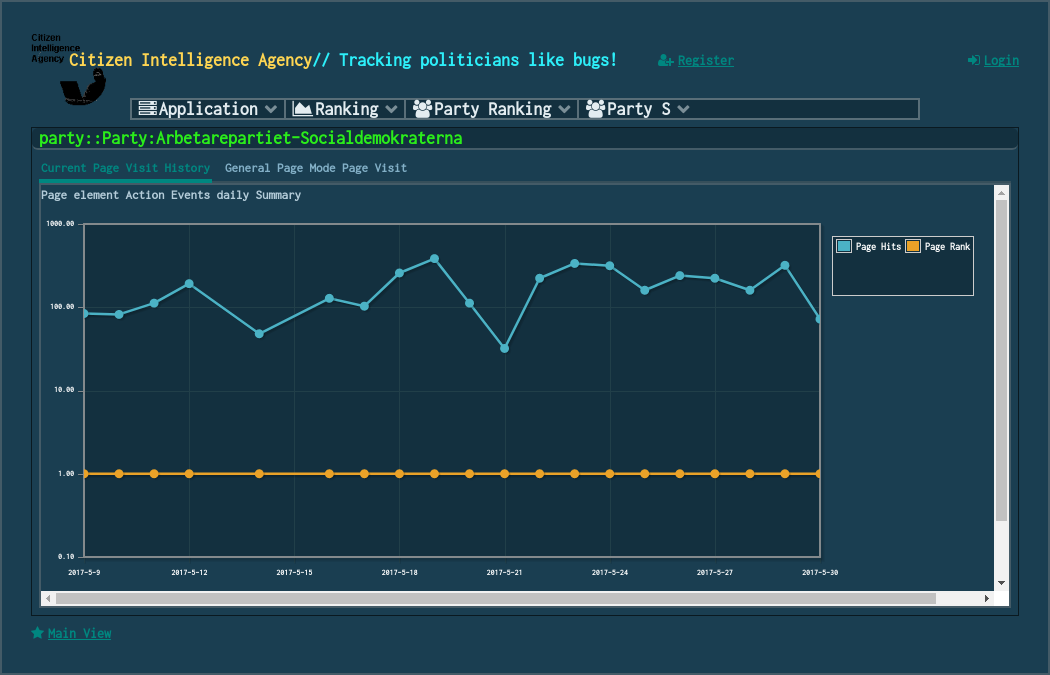 Citizen
Intelligence
Agency
Citizen Intelligence Agency// Tracking politicians like bugs!
Register
Login
Application
Ranking
Party Ranking
Party S
party::Party:Arbetarepartiet-Socialdemokraterna
Current Page Visit History
General Page Mode Page Visit
Page element Action Events daily Summary
1000.00
100.00
10.00
1.00
0.10
2017-5-9
2017-5-12
2017-5-15
2017-5-18
2017-5-21
2017-5-24
2017-5-27
2017-5-30
Page Hits
Page Rank
Main View